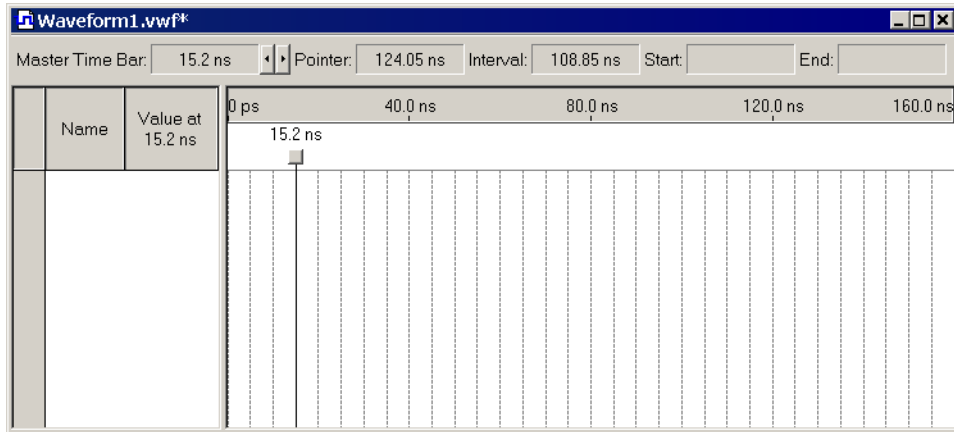 Waveform1.vwf*
Master Time Bar: 15.2 ns Pointer: 124.05 ns Interval: 108.85 ns Start: End:
Name
Value at
15.2 ns
0 ps 40.0 ns 80.0 ns 120.0 ns 160.0 ns
15.2 ns